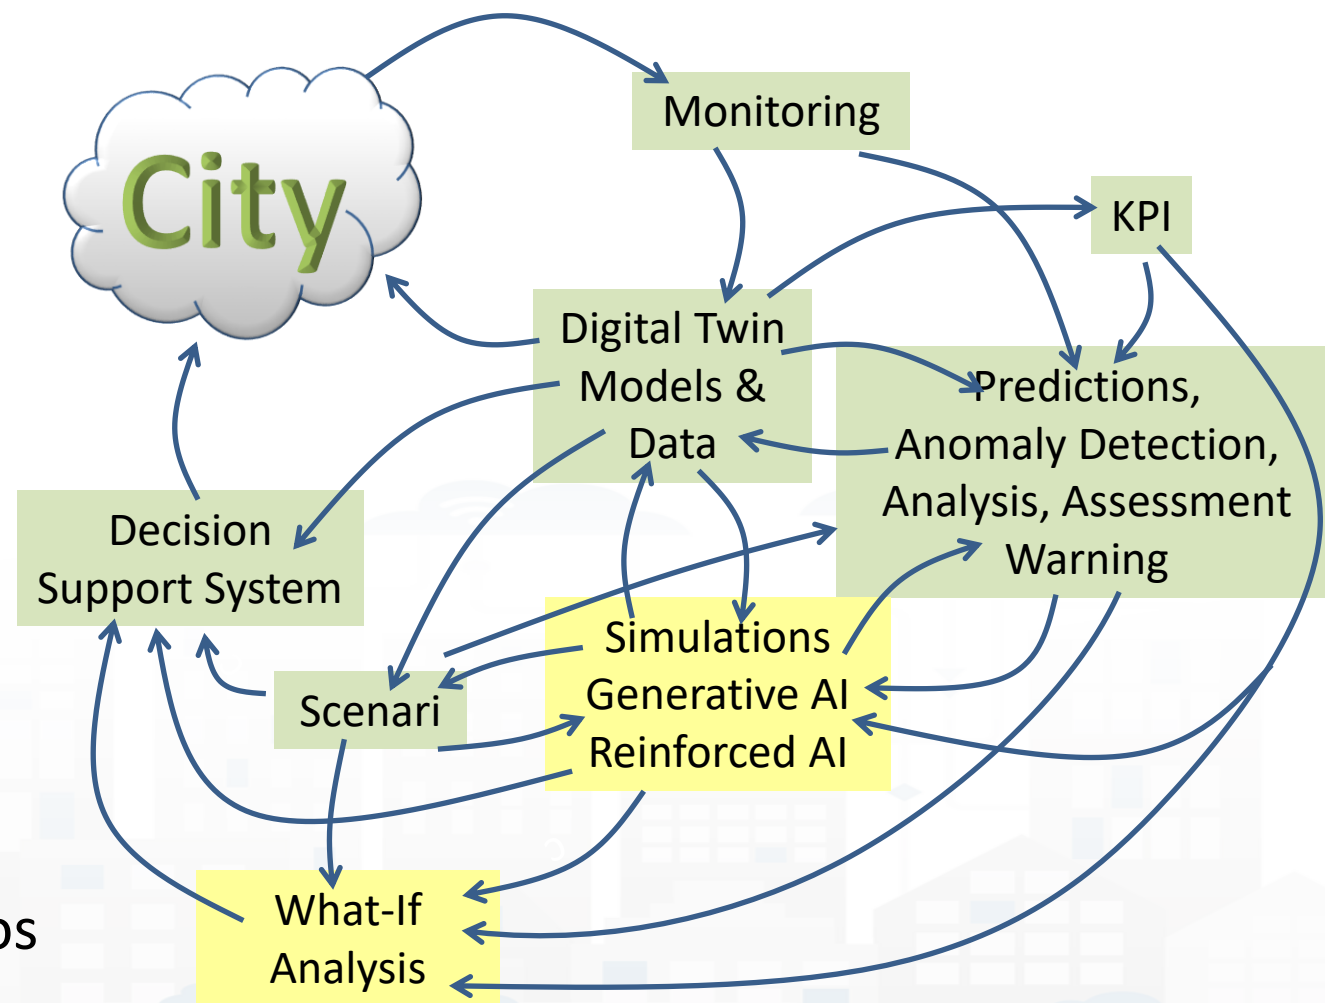 City
Monitoring
KPI
Digital Twin
Models &
Data
Predictions,
Anomaly Detection,
Analysis, Assessment
Warning
Decision
Support System
Simulations
Generative AI
Reinforced AI
Scenari
What-If
Analysis